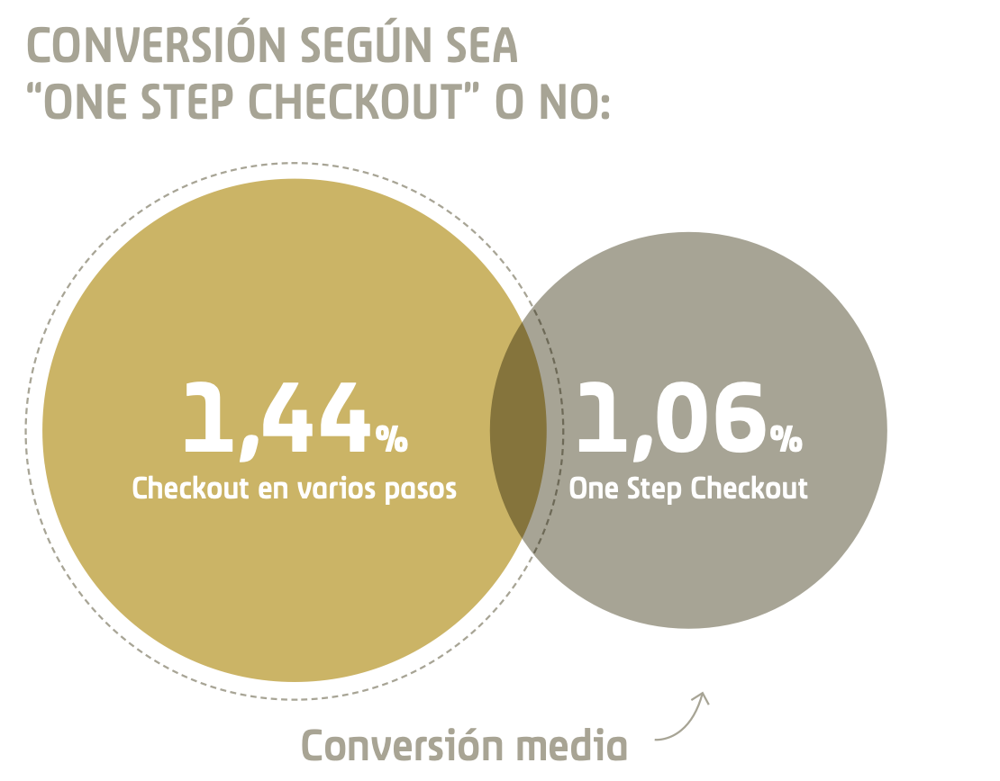 CONVERSIÓN SEGÚN SEA
“ONE STEP CHECKOUT” O NO:
1,44%
Checkout en varios pasos
1,06%
One Step Checkout
Conversión media